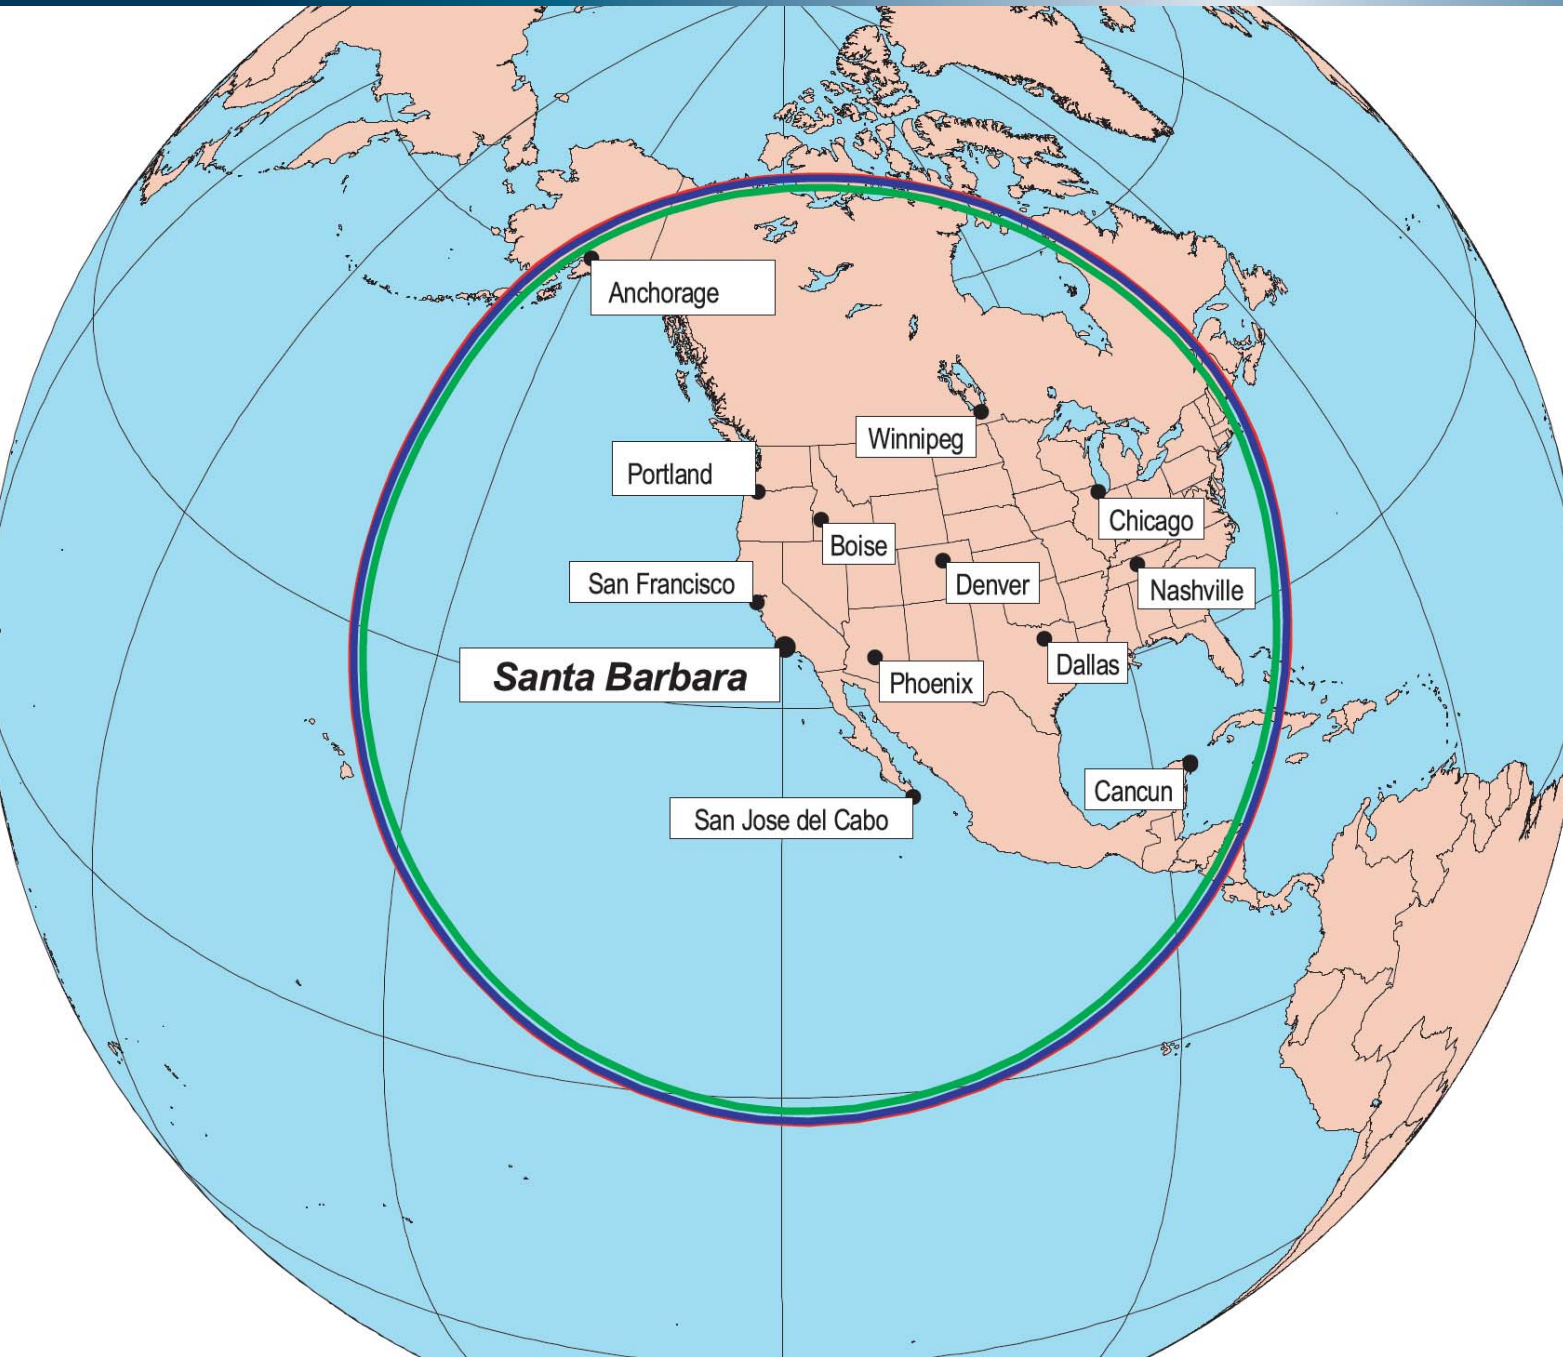 Anchorage
Winnipeg
Portland
Chicago
Boise
Denver
San Francisco
Nashville
Santa Barbara
Dallas
Phoenix
Cancun
San Jose del Cabo